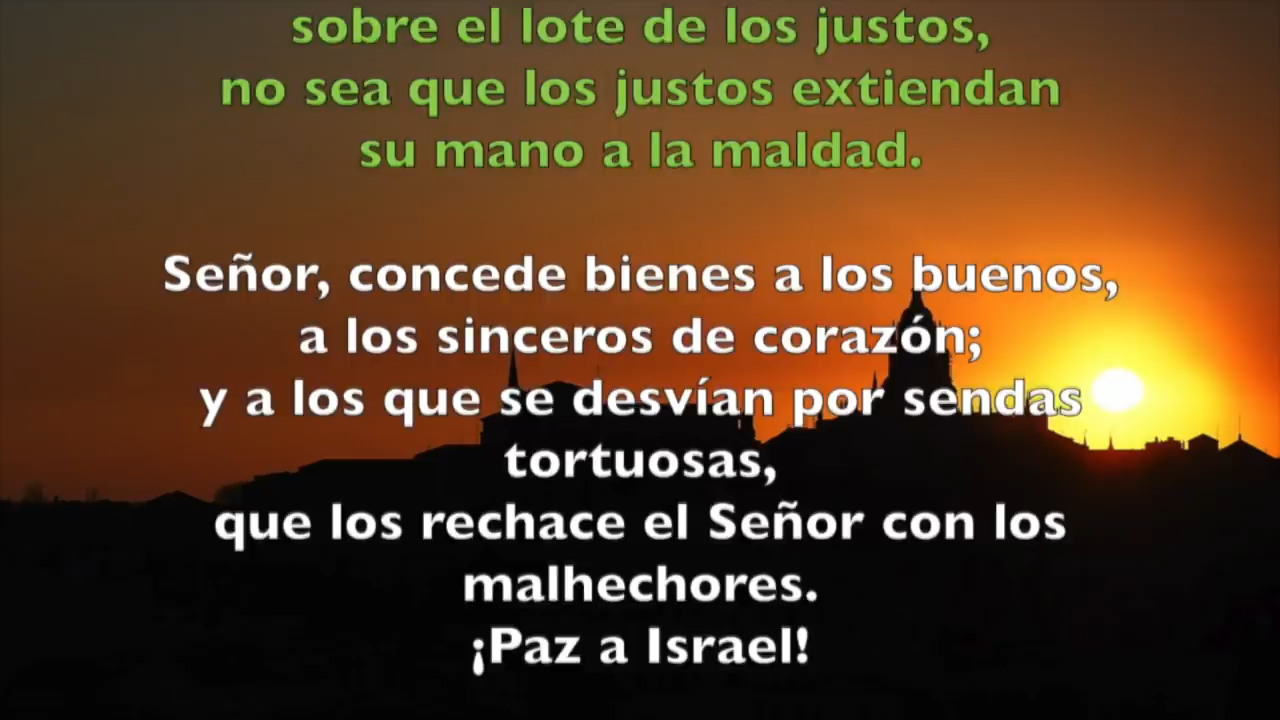 sobre el lote de los justos,
no sea que los justos extiendan
su mano a la maldad.
Señor, concede bienes a los buenos,
a los sinceros de corazón;
y a los que se desvían por sendas
tortuosas,
que los rechace el Señor con los
malhechores.
¡Paz a Israel!